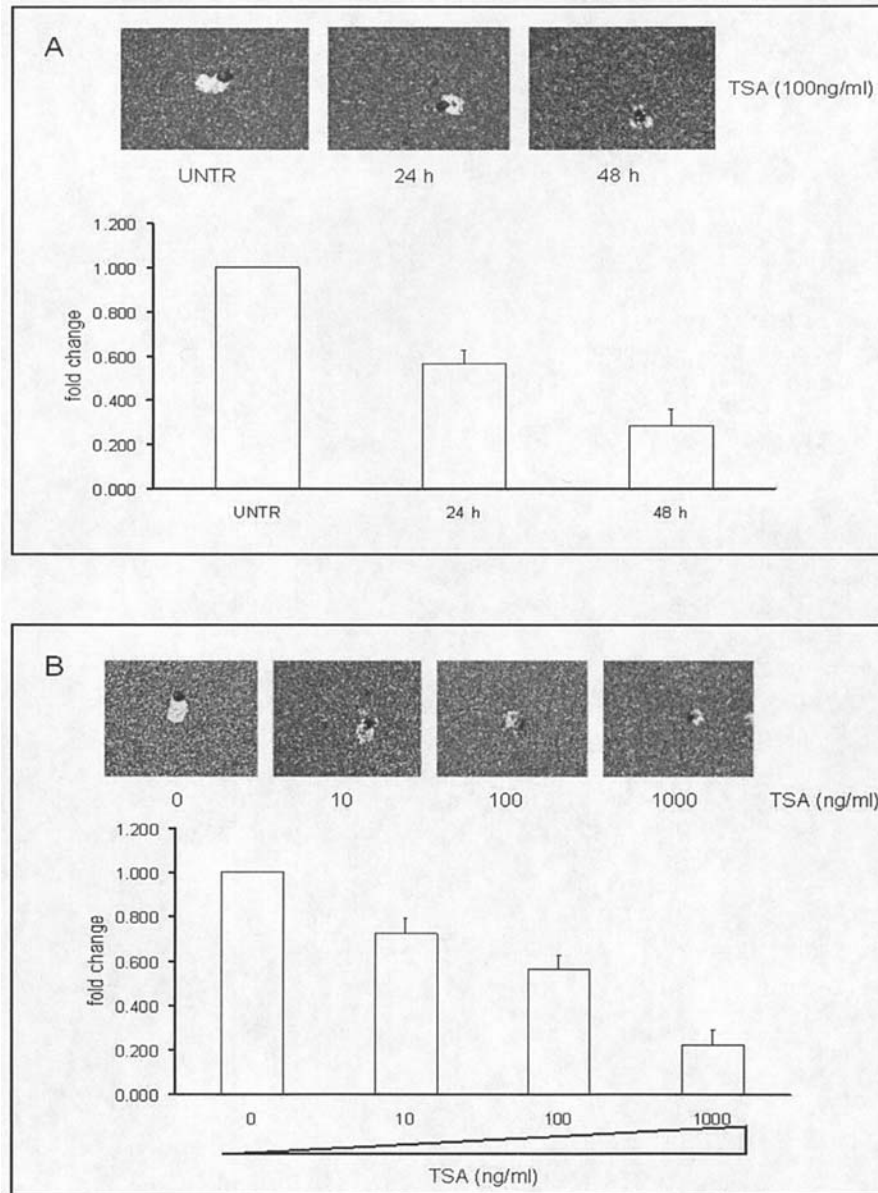 A
TSA (100ng/ml)
UNTR 24 h 48 h
1.200
1.000
0.800
0.600
0.400
0.200
0.000
fold change
UNTR 24 h 48 h
B
0 10 100 1000 TSA (ng/ml)
1.200
1.000
0.800
0.600
0.400
0.200
0.000
fold change
0 10 100 1000
TSA (ng/ml)